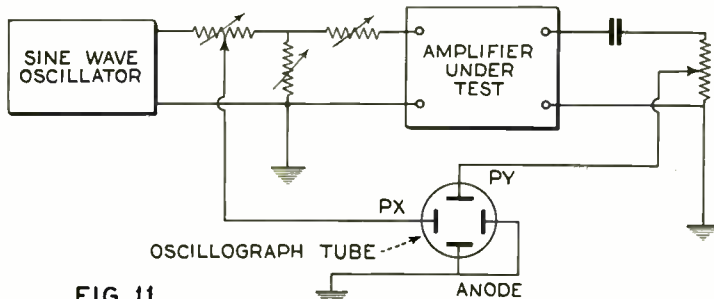 SINE WAVE
OSCILLATOR
AMPLIFIER
UNDER
TEST
PX
PY
OSCILLOGRAPH TUBE
ANODE
FIG. 11